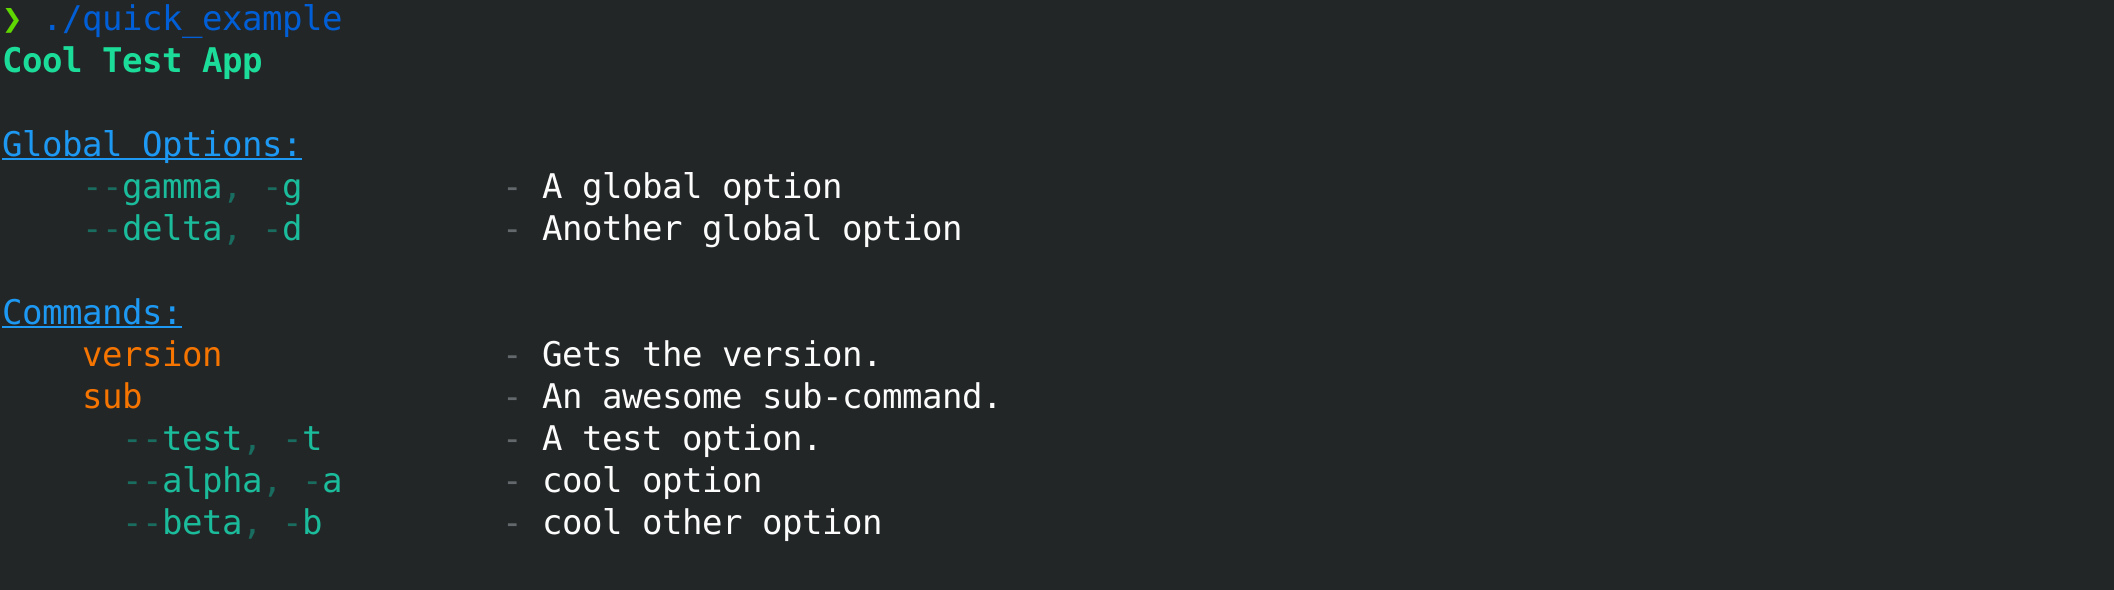 ❯ ./quick_example
Cool Test App
Global Options:
--gamma, -g - A global option
--delta, -d - Another global option
Commands:
version - Gets the version.
sub - An awesome sub-command.
--test, -t - A test option.
--alpha, -a - cool option
--beta, -b - cool other option